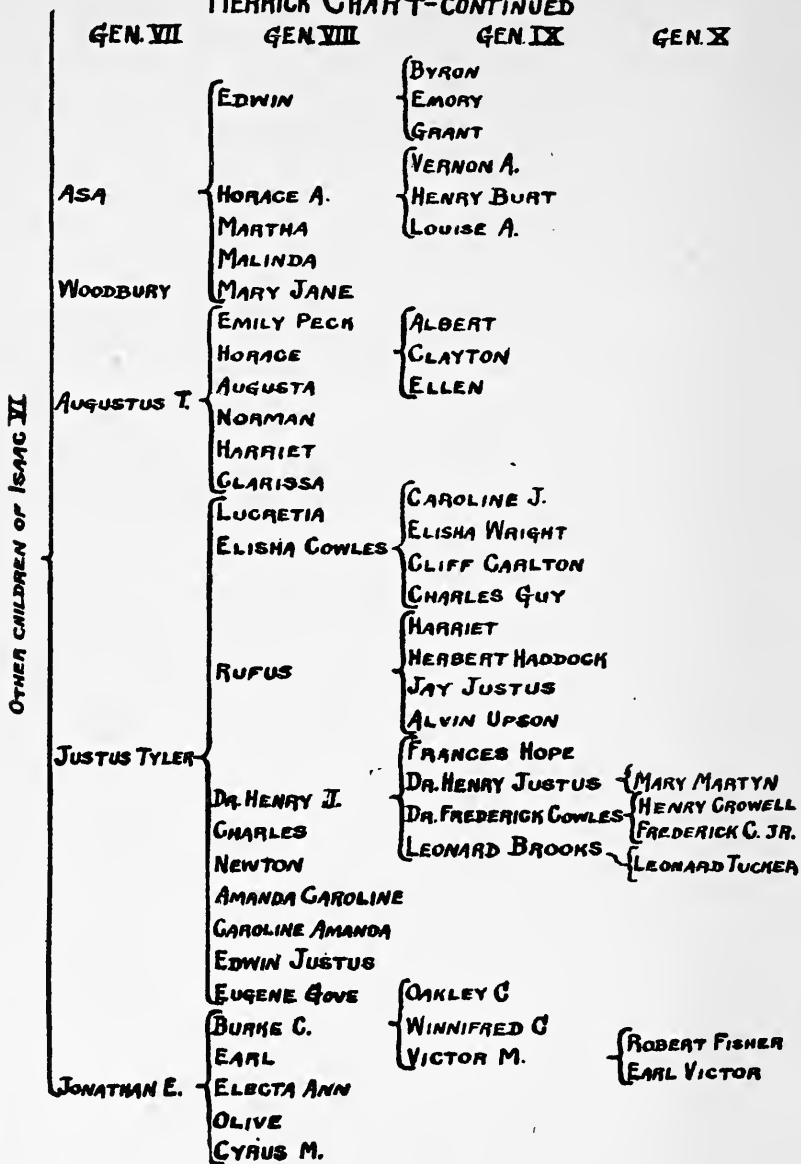 HERRICK CHART-CONTINUED
GEN. VII GEN. VIII GEN. IX GEN. X
OTHER CHILDREN OF ISAAC VI
BYRON
EDWIN EMORY
GRANT
VERNON A.
ASA HORACE A. HENRY BURT
MARTHA LOUISE A.
MALINDA
WOODBURY MARY JANE
EMILY PECK ALBERT
HORACE CLAYTON
AUGUSTUS T. AUGUSTA ELLEN
NORMAN
HARRIET
CLARISSA
LUCRETIA CAROLINE J.
ELISHA COWLES ELISHA WRIGHT
CLIFF CARLTON
CHARLES GUY
HARRIET
RUFUS HERBERT HADDOCK
JAY JUSTUS
ALVIN UPSON
JUSTUS TYLER FRANCES HOPE
DR. HENRY JUSTUS MARY MARTYN
DR. HENRY J. DR. FREDERICK COWLES HENRY CROWELL
CHARLES FREDERICK C. JR.
NEWTON LEONARD BROOKS LEONARD TUCKER
AMANDA CAROLINE
CAROLINE AMANDA
EDWIN JUSTUS
EUGENE GOVE OAKLEY C
BURKE C. WINNIFRED C
EARL VICTOR M. ROBERT FISHER
JONATHAN E. ELECTA ANN EARL VICTOR
OLIVE
CYRUS M.